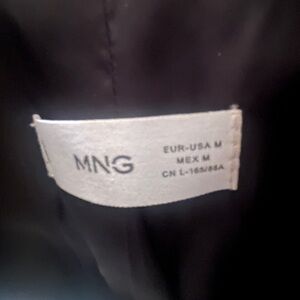 MNG
EUR-USA M
MEX M
CN L-165/88A